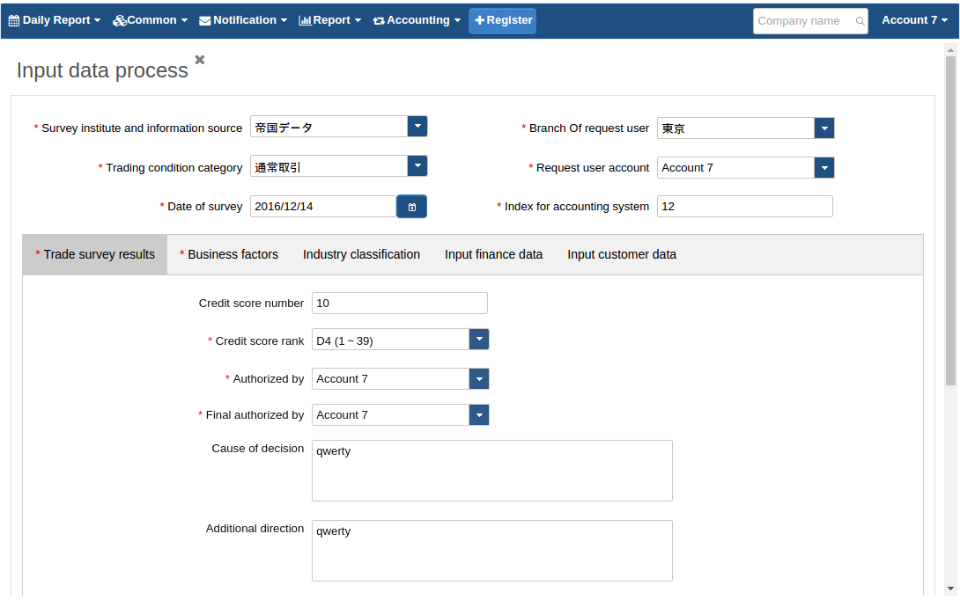 Daily Report Common Notification Report Accounting Register Company name Account 7
Input data process
* Survey institute and information source 帝国データ * Branch Of request user 東京
* Trading condition category 通常取引 * Request user account Account 7
* Date of survey 2016/12/14 * Index for accounting system 12
* Trade survey results * Business factors Industry classification Input finance data Input customer data
Credit score number 10
* Credit score rank D4 (1 ~ 39)
* Authorized by Account 7
* Final authorized by Account 7
Cause of decision qwerty
Additional direction qwerty